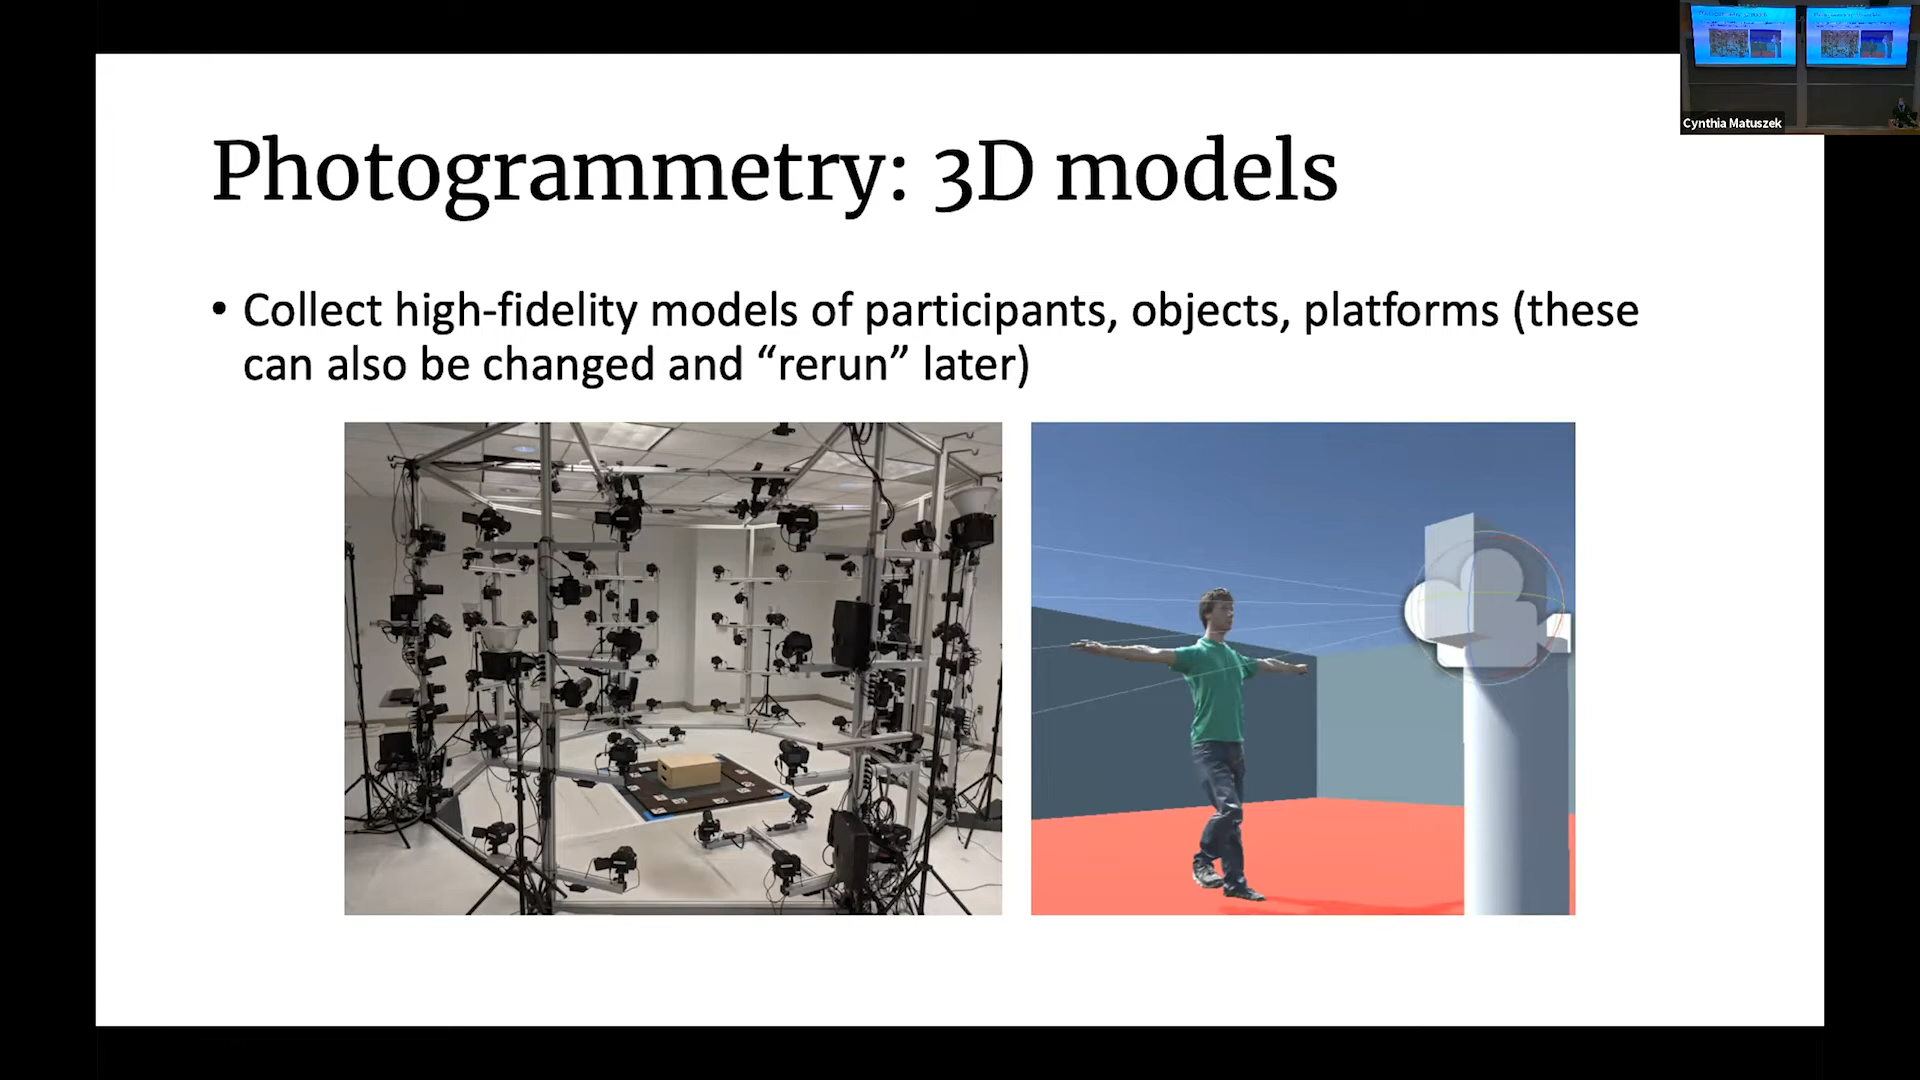 Cynthia Matuszek
Photogrammetry: 3D models
• Collect high-fidelity models of participants, objects, platforms (these
can also be changed and “rerun” later)